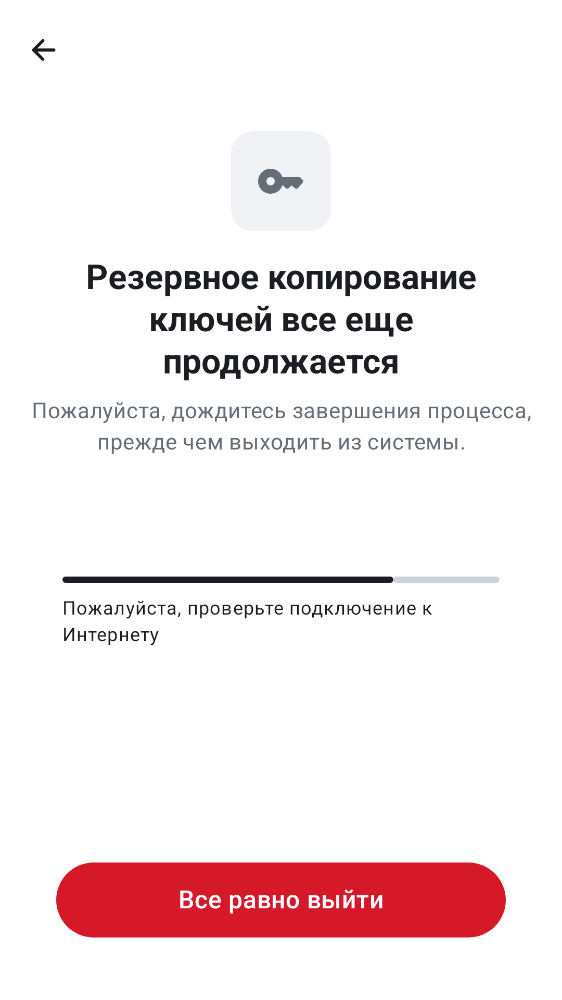 Резервное копирование
ключей все еще
продолжается
Пожалуйста, дождитесь завершения процесса,
прежде чем выходить из системы.
Пожалуйста, проверьте подключение к
Интернету
Все равно выйти